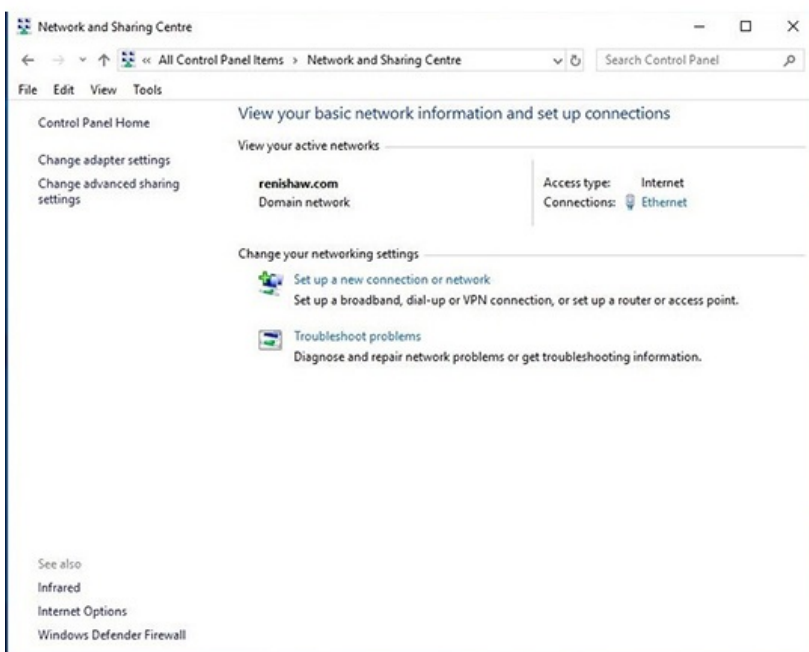 Network and Sharing Centre
« All Control Panel Items > Network and Sharing Centre
Search Control Panel
File Edit View Tools
Control Panel Home
Change adapter settings
Change advanced sharing
settings
View your basic network information and set up connections
View your active networks
renishaw.com
Domain network
Access type: Internet
Connections: Ethernet
Change your networking settings
Set up a new connection or network
Set up a broadband, dial-up or VPN connection, or set up a router or access point.
Troubleshoot problems
Diagnose and repair network problems or get troubleshooting information.
See also
Infrared
Internet Options
Windows Defender Firewall